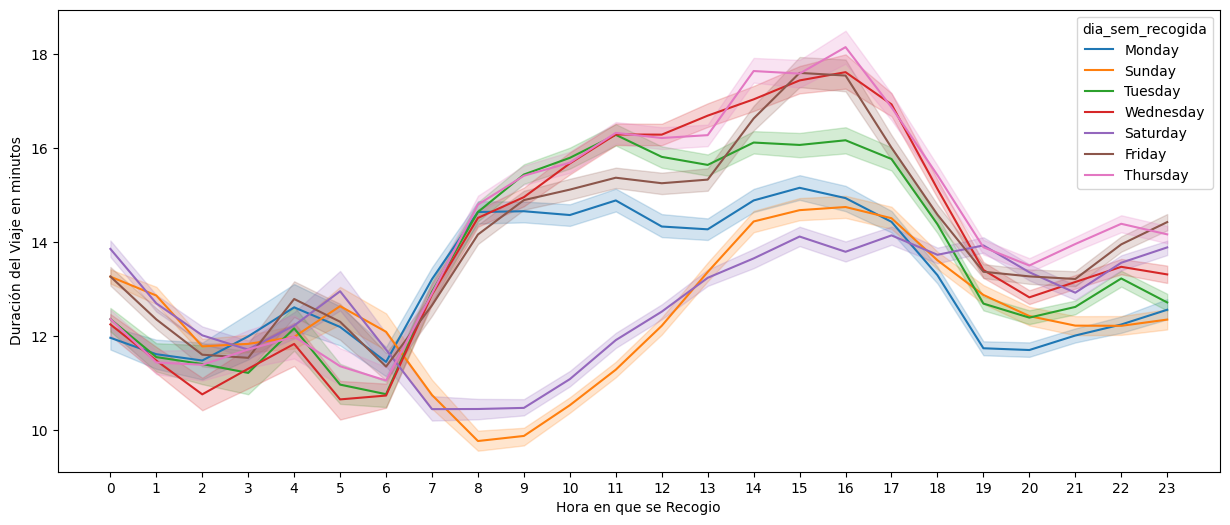 dia_sem_recogida
Monday
Sunday
Tuesday
Wednesday
Saturday
Friday
Thursday
Duración del Viaje en minutos
18
16
14
12
10
0 1 2 3 4 5 6 7 8 9 10 11 12 13 14 15 16 17 18 19 20 21 22 23
Hora en que se Recogio